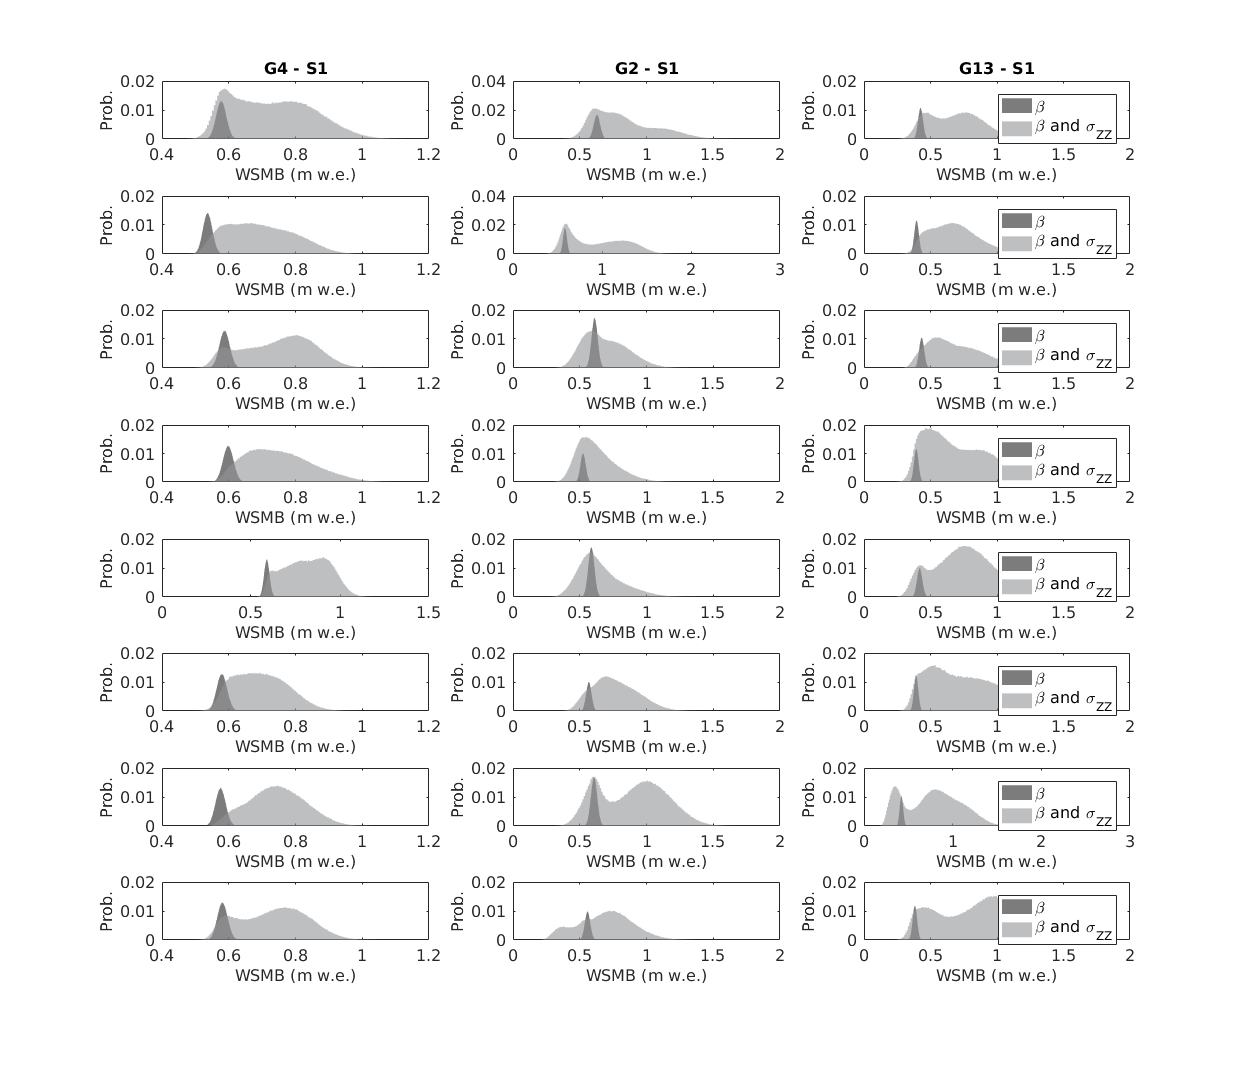 G4 - S1 G2 - S1 G13 - S1
0.02 0.04 0.02
Prob. 0.01 Prob. 0.02 Prob. 0.01 β
β and σZZ
0 0 0
0.4 0.6 0.8 1 1.2 0 0.5 1 1.5 2 0 0.5 1 1.5 2
WSMB (m w.e.) WSMB (m w.e.) WSMB (m w.e.)
0.02 0.04 0.02
Prob. 0.01 Prob. 0.02 Prob. 0.01 β
β and σZZ
0 0 0
0.4 0.6 0.8 1 1.2 0 1 2 3 0 0.5 1 1.5 2
WSMB (m w.e.) WSMB (m w.e.) WSMB (m w.e.)
0.02 0.02 0.02
Prob. 0.01 Prob. 0.01 Prob. 0.01 β
β and σZZ
0 0 0
0.4 0.6 0.8 1 1.2 0 0.5 1 1.5 2 0 0.5 1 1.5 2
WSMB (m w.e.) WSMB (m w.e.) WSMB (m w.e.)
0.02 0.02 0.02
Prob. 0.01 Prob. 0.01 Prob. 0.01 β
β and σZZ
0 0 0
0.4 0.6 0.8 1 1.2 0 0.5 1 1.5 2 0 0.5 1 1.5 2
WSMB (m w.e.) WSMB (m w.e.) WSMB (m w.e.)
0.02 0.02 0.02
Prob. 0.01 Prob. 0.01 Prob. 0.01 β
β and σZZ
0 0 0
0 0.5 1 1.5 0 0.5 1 1.5 2 0 0.5 1 1.5 2
WSMB (m w.e.) WSMB (m w.e.) WSMB (m w.e.)
0.02 0.02 0.02
Prob. 0.01 Prob. 0.01 Prob. 0.01 β
β and σZZ
0 0 0
0.4 0.6 0.8 1 1.2 0 0.5 1 1.5 2 0 0.5 1 1.5 2
WSMB (m w.e.) WSMB (m w.e.) WSMB (m w.e.)
0.02 0.02 0.02
Prob. 0.01 Prob. 0.01 Prob. 0.01 β
β and σZZ
0 0 0
0.4 0.6 0.8 1 1.2 0 0.5 1 1.5 2 0 1 2 3
WSMB (m w.e.) WSMB (m w.e.) WSMB (m w.e.)
0.02 0.02 0.02
Prob. 0.01 Prob. 0.01 Prob. 0.01 β
β and σZZ
0 0 0
0.4 0.6 0.8 1 1.2 0 0.5 1 1.5 2 0 0.5 1 1.5 2
WSMB (m w.e.) WSMB (m w.e.) WSMB (m w.e.)